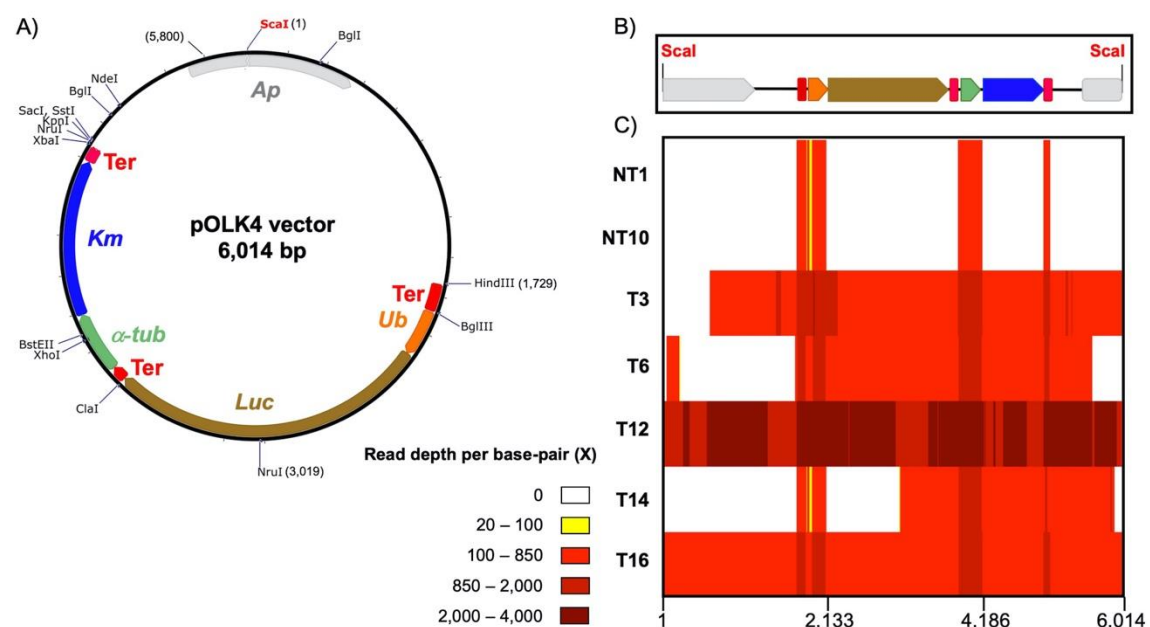 A)
ScaI (1)
(5,800)
BglI
Ap
NdeI
BglI
SacI, SstI
KpnI
NruI
XbaI
Ter
Km
pOLK4 vector
6,014 bp
HindIII (1,729)
Ter
Ub
BglIII
α-tub
BstEII
XhoI
Ter
ClaI
Luc
NruI (3,019)
Read depth per base-pair (X)
0
20 – 100
100 – 850
850 – 2,000
2,000 – 4,000
B)
ScaI
ScaI
C)
NT1
NT10
T3
T6
T12
T14
T16
1
2.133
4.186
6.014